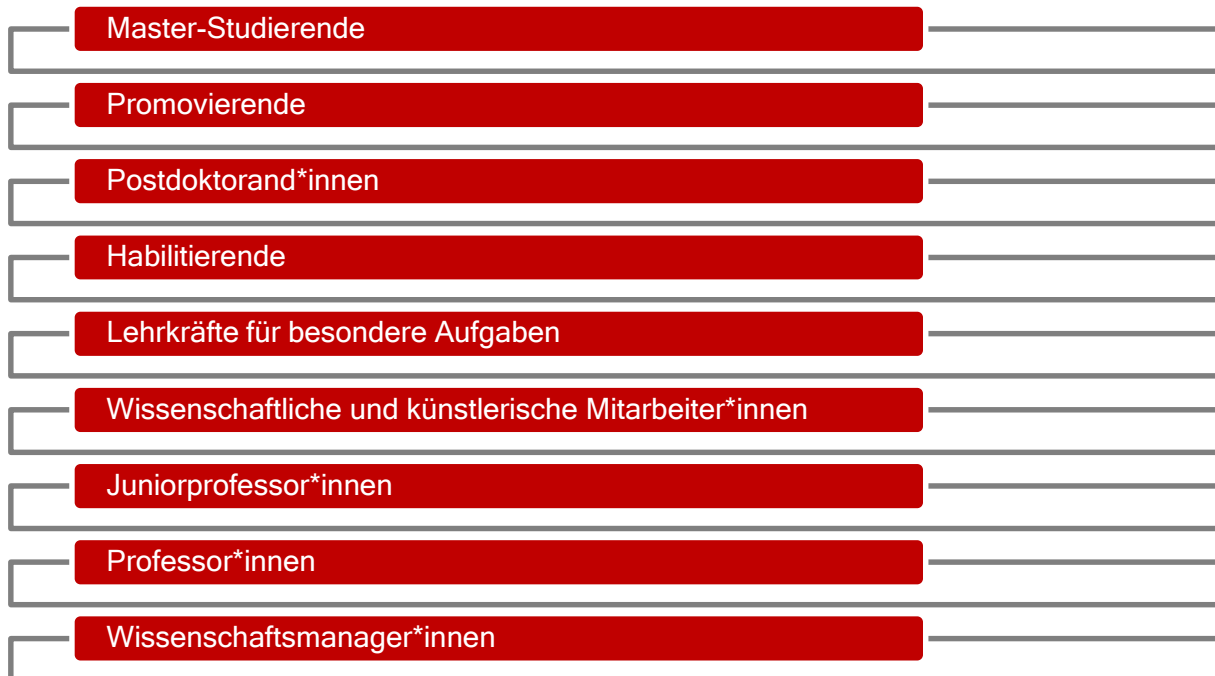 Master-Studierende
Promovierende
Postdoktorand*innen
Habilitierende
Lehrkräfte für besondere Aufgaben
Wissenschaftliche und künstlerische Mitarbeiter*innen
Juniorprofessor*innen
Professor*innen
Wissenschaftsmanager*innen